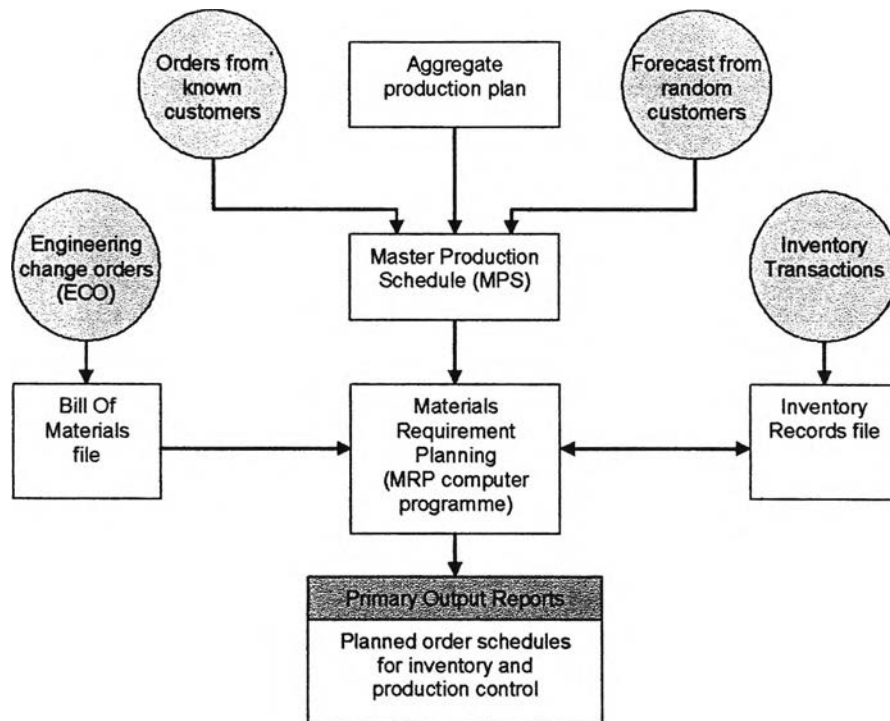 Orders from
known
customers
Aggregate
production plan
Forecast from
random
customers
Engineering
change orders
(ECO)
Master Production
Schedule (MPS)
Inventory
Transactions
Bill Of
Materials
file
Materials
Requirement
Planning
(MRP computer
programme)
Inventory
Records file
Primary Output Reports
Planned order schedules
for inventory and
production control